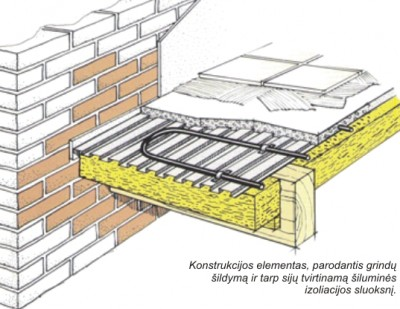 Konstrukcijos elementas, parodantis grindų
šildymą ir tarp sijų tvirtinamą šiluminės
izoliacijos sluoksnį.